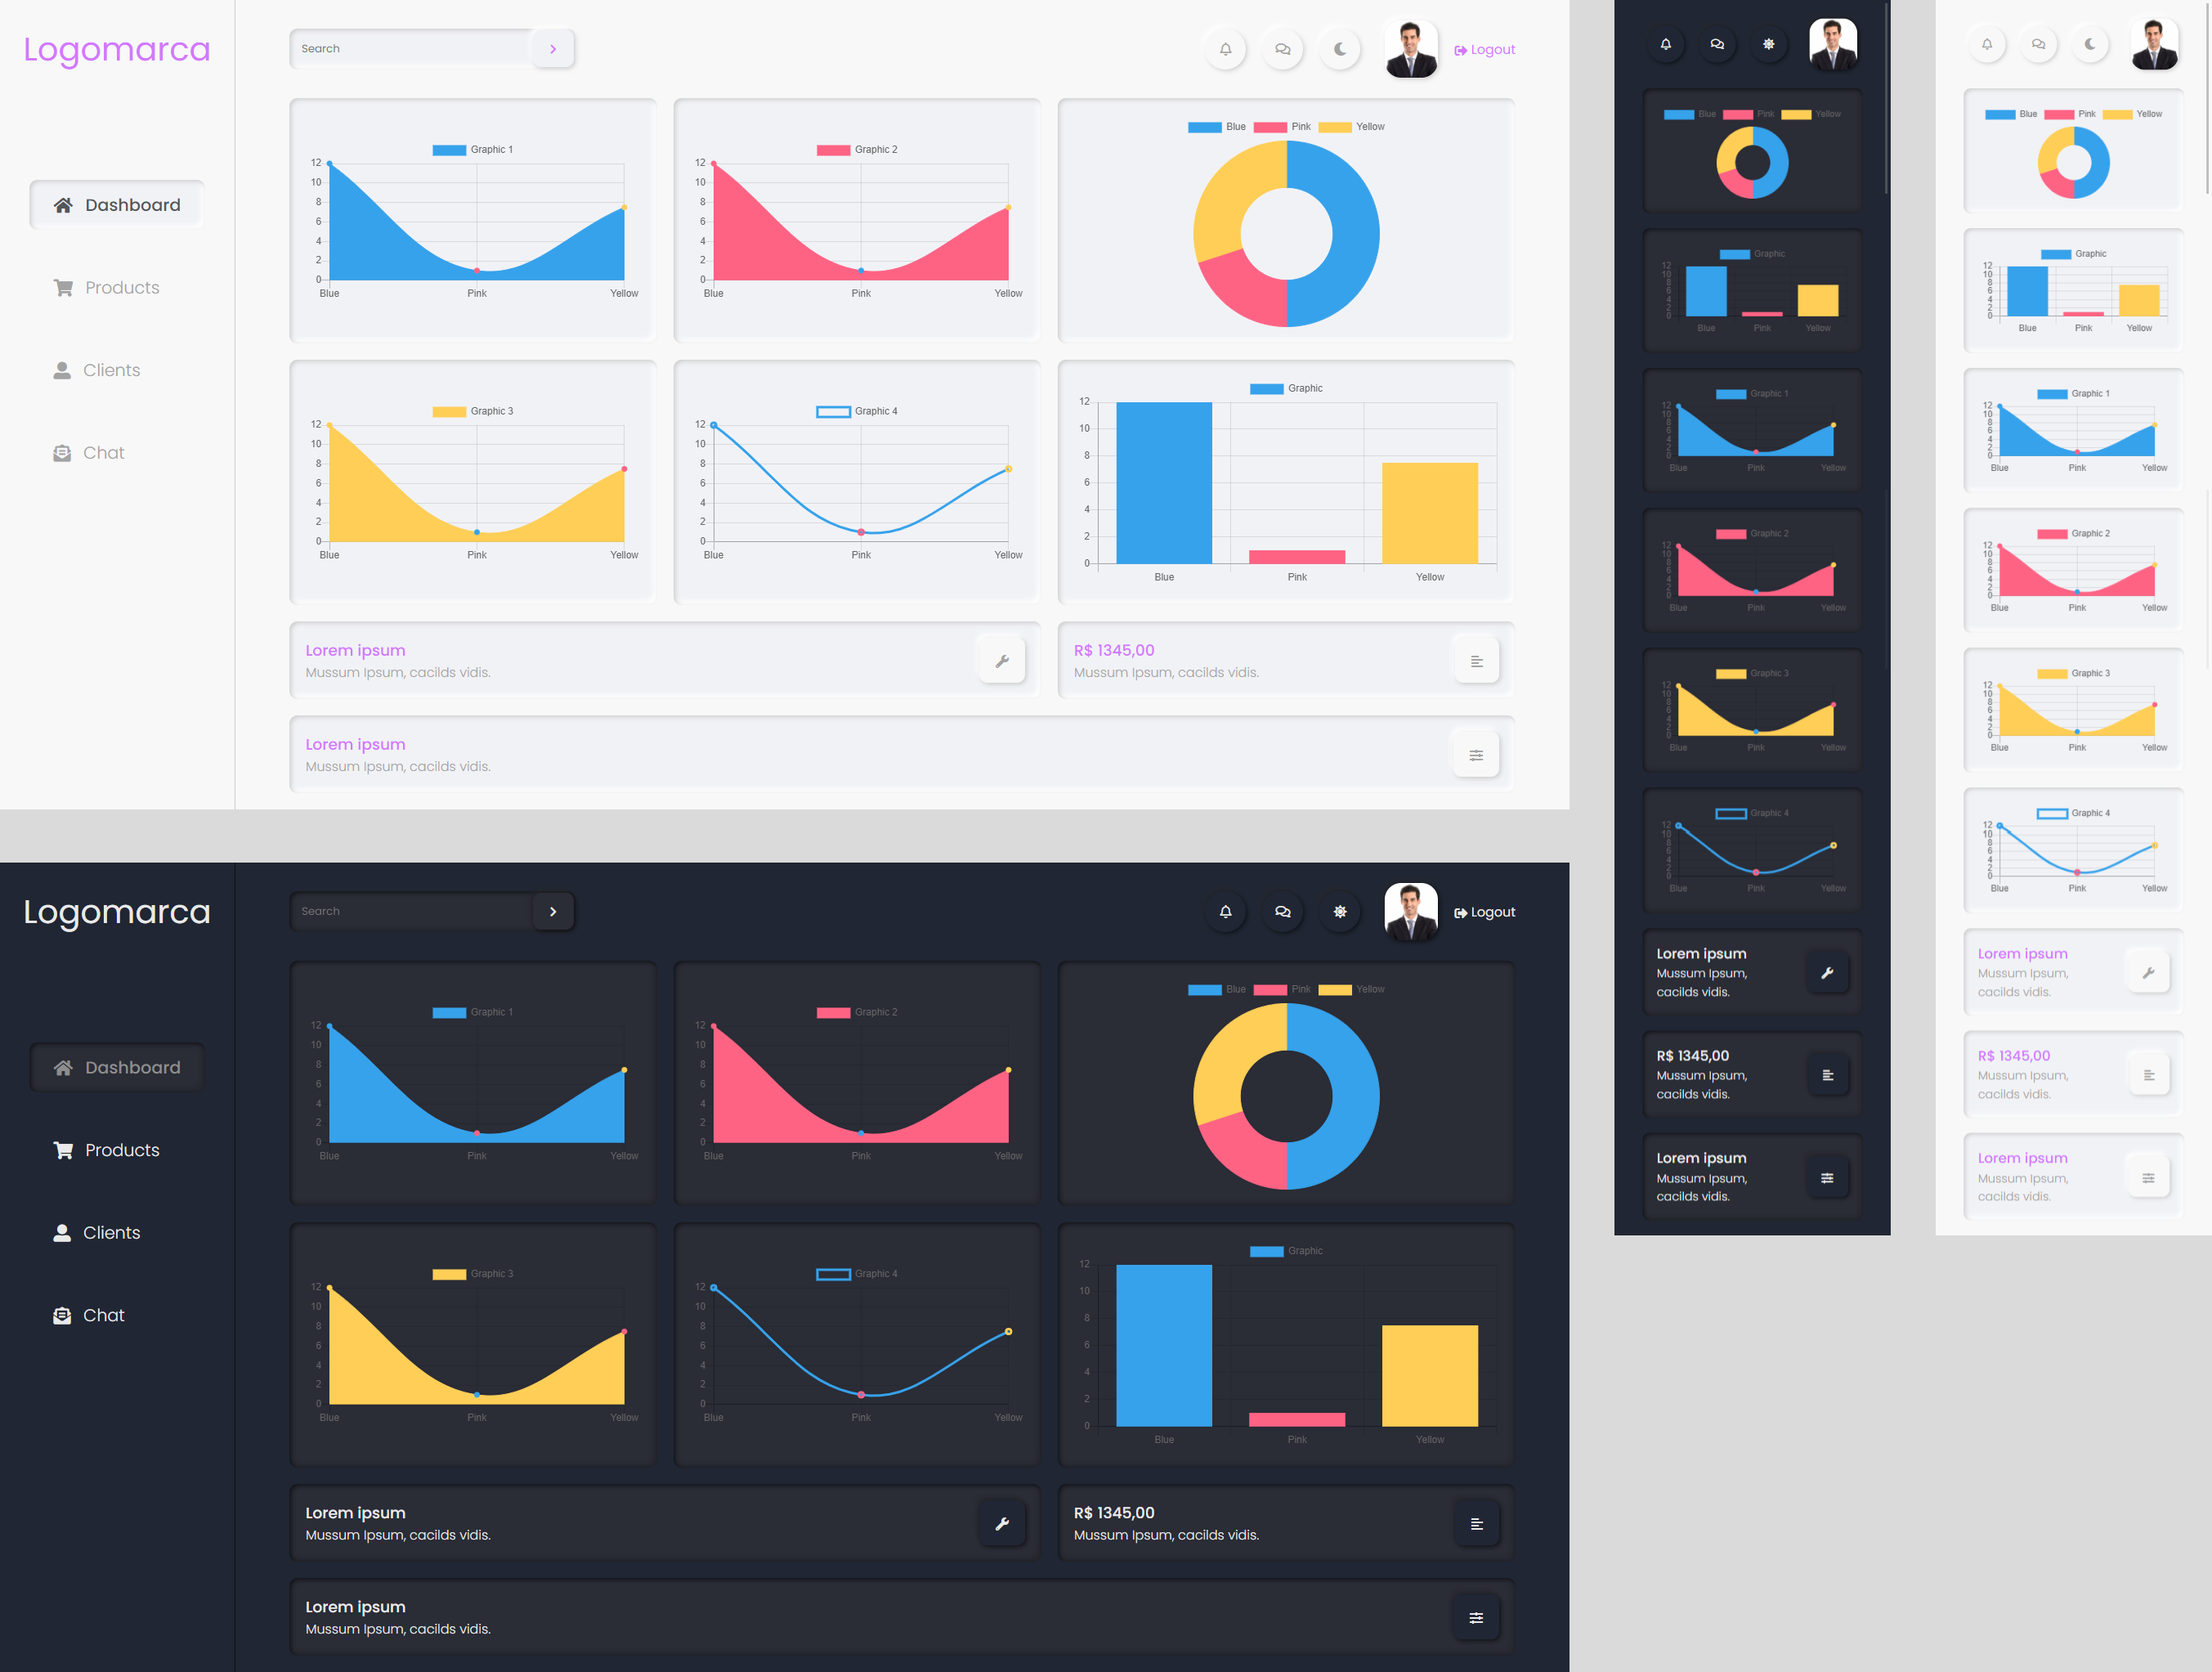 Logomarca
Search
Logout
Dashboard
Products
Clients
Chat
Graphic 1
12
10
8
6
4
2
0
Blue Pink Yellow
Graphic 2
12
10
8
6
4
2
0
Blue Pink Yellow
Blue Pink Yellow
Graphic 3
12
10
8
6
4
2
0
Blue Pink Yellow
Graphic 4
12
10
8
6
4
2
0
Blue Pink Yellow
Graphic
12
10
8
6
4
2
0
Blue Pink Yellow
Lorem ipsum
Mussum Ipsum, cacilds vidis.
R$ 1345,00
Mussum Ipsum, cacilds vidis.
Lorem ipsum
Mussum Ipsum, cacilds vidis.
Logomarca
Search
Logout
Dashboard
Products
Clients
Chat
Graphic 1
12
10
8
6
4
2
0
Blue Pink Yellow
Graphic 2
12
10
8
6
4
2
0
Blue Pink Yellow
Blue Pink Yellow
Graphic 3
12
10
8
6
4
2
0
Blue Pink Yellow
Graphic 4
12
10
8
6
4
2
0
Blue Pink Yellow
Graphic
12
10
8
6
4
2
0
Blue Pink Yellow
Lorem ipsum
Mussum Ipsum, cacilds vidis.
R$ 1345,00
Mussum Ipsum, cacilds vidis.
Lorem ipsum
Mussum Ipsum, cacilds vidis.
Blue Pink Yellow
Graphic
12
10
8
6
4
2
0
Blue Pink Yellow
Graphic 1
12
10
8
6
4
2
0
Blue Pink Yellow
Graphic 2
12
10
8
6
4
2
0
Blue Pink Yellow
Graphic 3
12
10
8
6
4
2
0
Blue Pink Yellow
Graphic 4
12
10
8
6
4
2
0
Blue Pink Yellow
Lorem ipsum
Mussum Ipsum,
cacilds vidis.
R$ 1345,00
Mussum Ipsum,
cacilds vidis.
Lorem ipsum
Mussum Ipsum,
cacilds vidis.
Blue Pink Yellow
Graphic
12
10
8
6
4
2
0
Blue Pink Yellow
Graphic 1
12
10
8
6
4
2
0
Blue Pink Yellow
Graphic 2
12
10
8
6
4
2
0
Blue Pink Yellow
Graphic 3
12
10
8
6
4
2
0
Blue Pink Yellow
Graphic 4
12
10
8
6
4
2
0
Blue Pink Yellow
Lorem ipsum
Mussum Ipsum,
cacilds vidis.
R$ 1345,00
Mussum Ipsum,
cacilds vidis.
Lorem ipsum
Mussum Ipsum,
cacilds vidis.